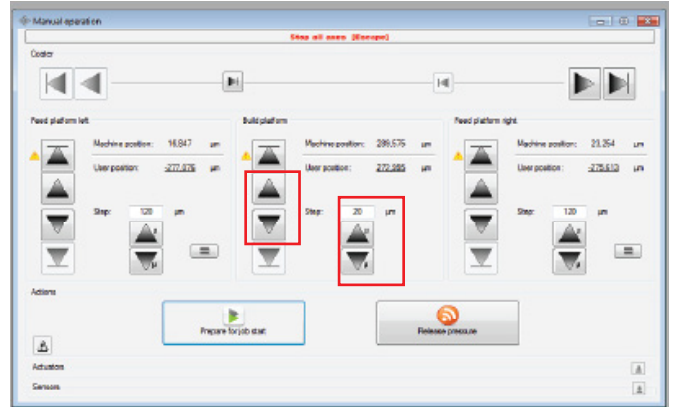 Manual operation
Stop all axes [Escape]
Coater
Feed platform left
Machine position: 16,847 µm
User position: -277,076 µm
Step: 120 µm
Build platform
Machine position: 289,575 µm
User position: 272,995 µm
Step: 20 µm
Feed platform right
Machine position: 23,254 µm
User position: -275,613 µm
Step: 120 µm
Actions
Prepare for job start
Release pressure
Actuators
Sensors